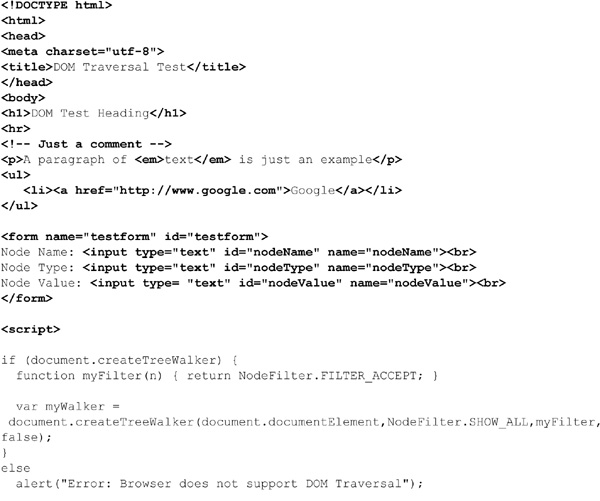 <!DOCTYPE html>
<html>
<head>
<meta charset="utf-8">
<title>DOM Traversal Test</title>
</head>
<body>
<h1>DOM Test Heading</h1>
<hr>
<!-- Just a comment -->
<p>A paragraph of <em>text</em> is just an example</p>
<ul>
   <li><a href="http://www.google.com">Google</a></li>
</ul>

<form name="testform" id="testform">
Node Name: <input type="text" id="nodeName" name="nodeName"><br>
Node Type: <input type="text" id="nodeType" name="nodeType"><br>
Node Value: <input type= "text" id="nodeValue" name="nodeValue"><br>
</form>

<script>

if (document.createTreeWalker) {
  function myFilter(n) { return NodeFilter.FILTER_ACCEPT; }

  var myWalker =
 document.createTreeWalker(document.documentElement,NodeFilter.SHOW_ALL,myFilter,
false);
}
else
  alert("Error: Browser does not support DOM Traversal");